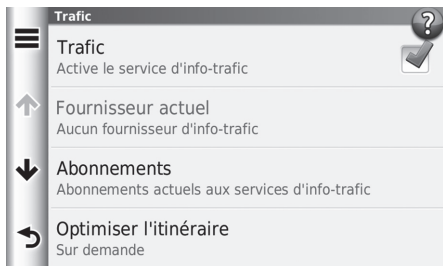 Trafic
?
Trafic
Active le service d'info-trafic
Fournisseur actuel
Aucun fournisseur d'info-trafic
Abonnements
Abonnements actuels aux services d'info-trafic
Optimiser l'itinéraire
Sur demande